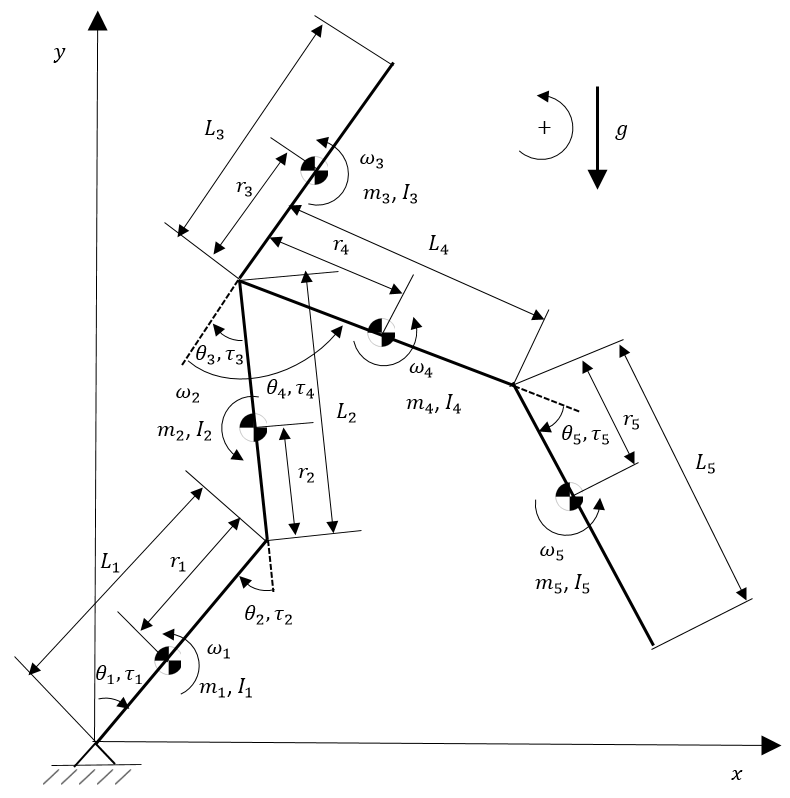 y
L₃
ω₃
+
g
r₃
m₃, I₃
r₄
L₄
θ₃, τ₃
ω₂
θ₄, τ₄
ω₄
m₂, I₂
L₂
m₄, I₄
r₅
θ₅, τ₅
L₅
r₂
L₁
r₁
ω₅
m₅, I₅
θ₂, τ₂
ω₁
θ₁, τ₁
m₁, I₁
x